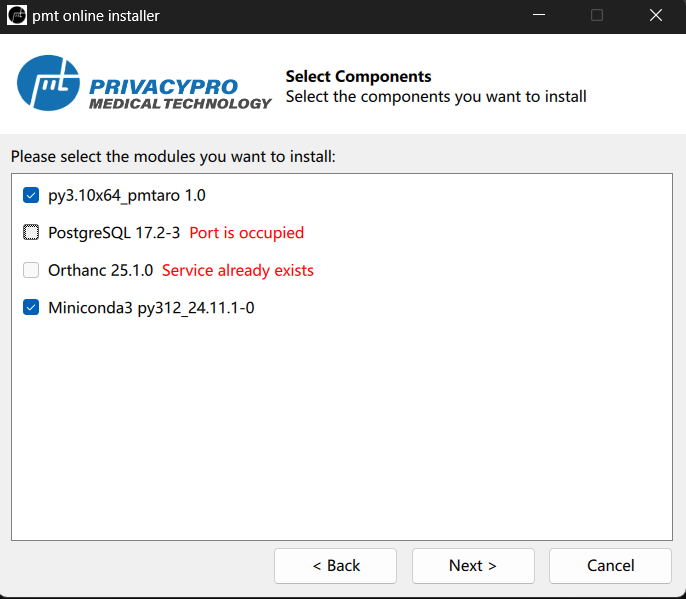 pmt online installer
pmt
PRIVACYPRO
MEDICAL TECHNOLOGY
Select Components
Select the components you want to install
Please select the modules you want to install:
py3.10x64_pmtaro 1.0
PostgreSQL 17.2-3 Port is occupied
Orthanc 25.1.0 Service already exists
Miniconda3 py312_24.11.1-0
< Back
Next >
Cancel